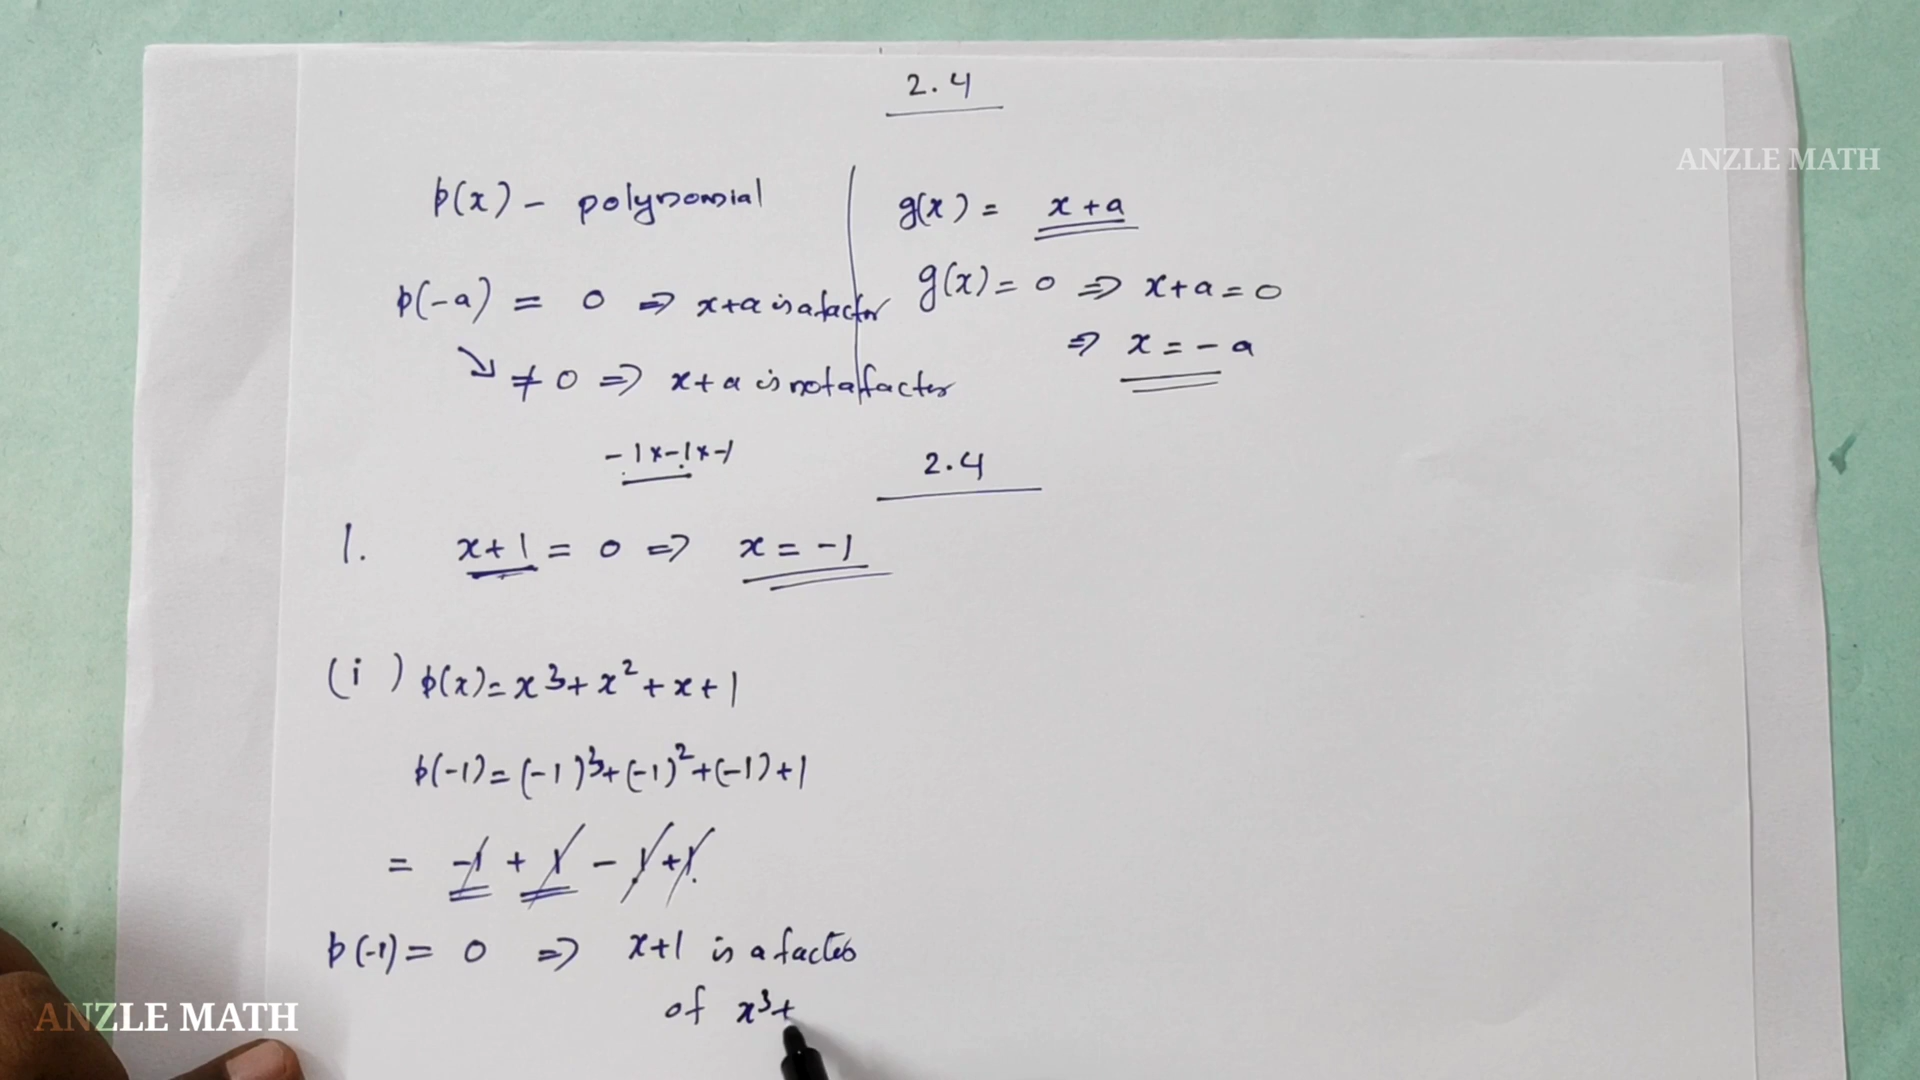 2.4
ANZLE MATH
p(x) - polynomial
g(x) = x+a
p(-a) = 0 ⇒ x+a is a factor
g(x) = 0 ⇒ x+a = 0
⇒ x = -a
≠ 0 ⇒ x+a is not a factor
-1x-1x-1
2.4
1. x+1 = 0 ⇒ x = -1
(i) p(x) = x³+x²+x+1
p(-1) = (-1)³+(-1)²+(-1)+1
= -1 + 1 - 1 + 1
p(-1) = 0 ⇒ x+1 is a factor
of x³+
ANZLE MATH